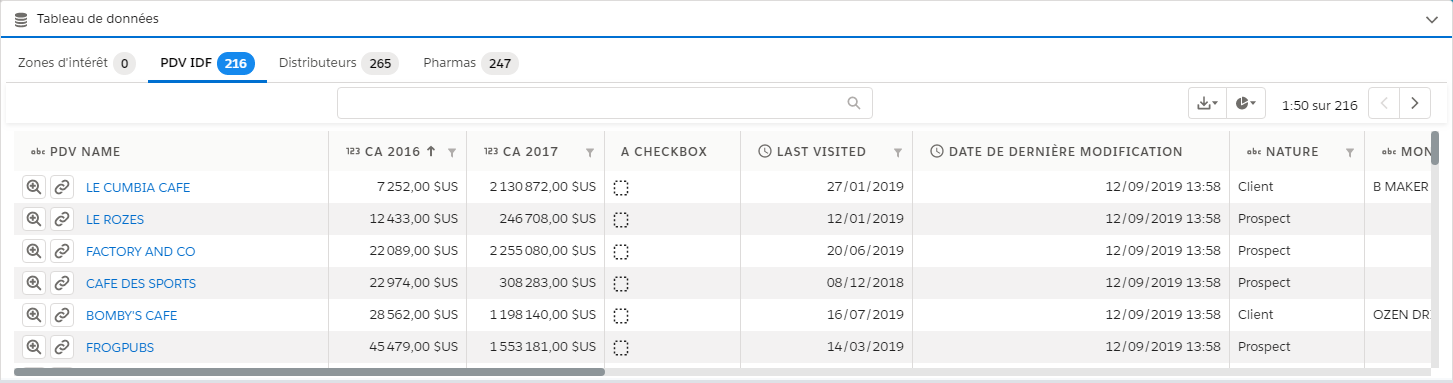 Tableau de données
Zones d'intérêt 0 PDV IDF 216 Distributeurs 265 Pharmas 247
1:50 sur 216
abc PDV NAME 123 CA 2016 123 CA 2017 A CHECKBOX LAST VISITED DATE DE DERNIÈRE MODIFICATION abc NATURE abc MON
LE CUMBIA CAFE 7 252,00 $US 2 130 872,00 $US 27/01/2019 12/09/2019 13:58 Client B MAKER
LE ROZES 12 433,00 $US 246 708,00 $US 12/01/2019 12/09/2019 13:58 Prospect
FACTORY AND CO 22 089,00 $US 2 255 080,00 $US 20/06/2019 12/09/2019 13:58 Prospect
CAFE DES SPORTS 22 974,00 $US 308 283,00 $US 08/12/2018 12/09/2019 13:58 Prospect
BOMBY'S CAFE 28 562,00 $US 1 198 140,00 $US 16/07/2019 12/09/2019 13:58 Client OZEN DR
FROGPUBS 45 479,00 $US 1 553 181,00 $US 14/03/2019 12/09/2019 13:58 Prospect